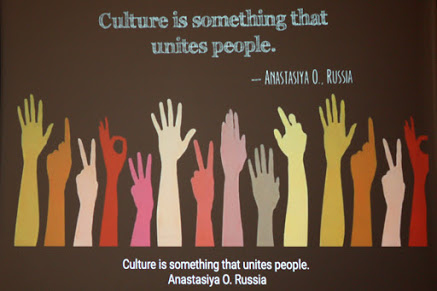 Culture is something that
unites people.
— Anastasiya O., Russia
Culture is something that unites people.
Anastasiya O. Russia